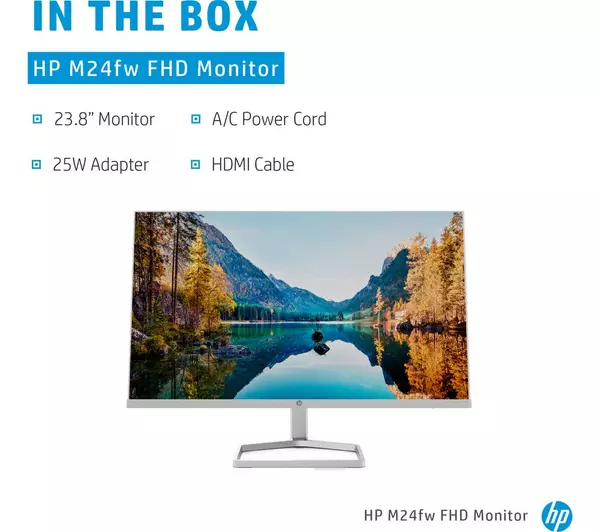 IN THE BOX
HP M24fw FHD Monitor
23.8” Monitor
A/C Power Cord
25W Adapter
HDMI Cable
HP M24fw FHD Monitor
hp